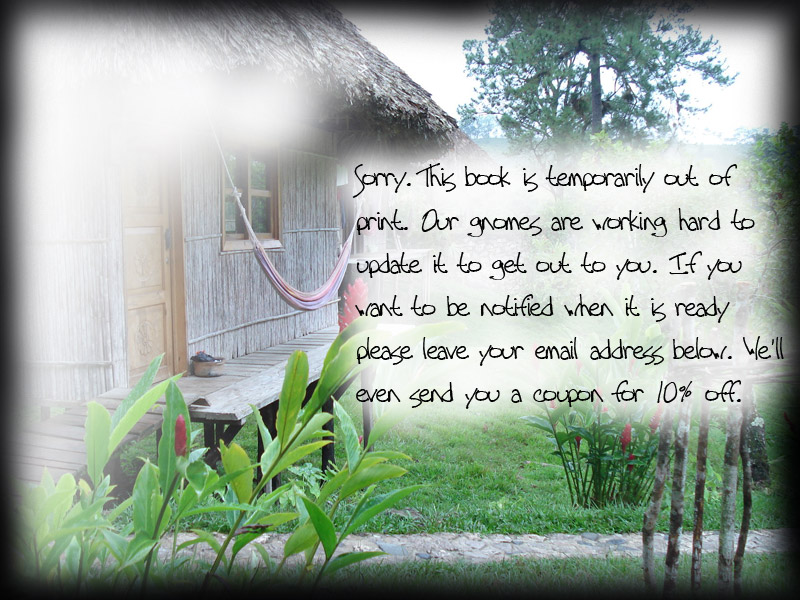 Sorry. This book is temporarily out of
print. Our gnomes are working hard to
update it to get out to you. If you
want to be notified when it is ready
please leave your email address below. We'll
even send you a coupon for 10% off.